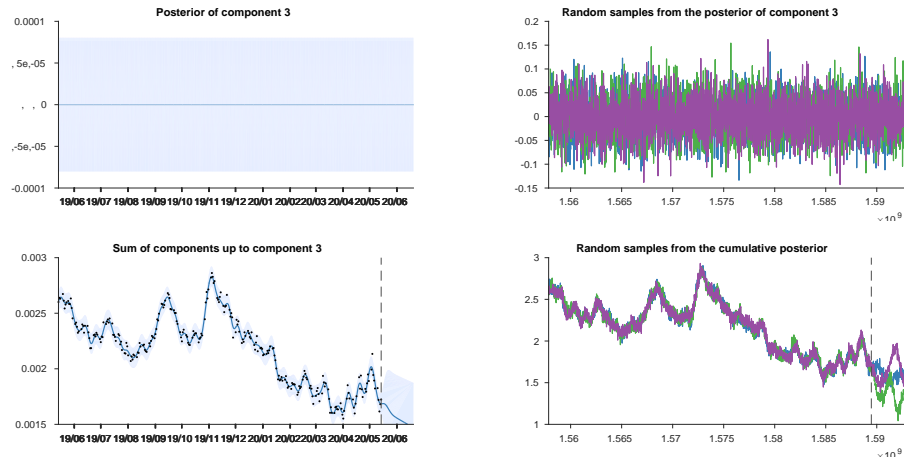 Posterior of component 3
0.0001
5e,-05
0
-5e,-05
-0.0001
19/06 19/07 19/08 19/09 19/10 19/11 19/12 20/01 20/02 20/03 20/04 20/05 20/06
Random samples from the posterior of component 3
0.2
0.15
0.1
0.05
0
-0.05
-0.1
-0.15
1.56 1.565 1.57 1.575 1.58 1.585 1.59
×10 9
Sum of components up to component 3
0.003
0.0025
0.002
0.0015
19/06 19/07 19/08 19/09 19/10 19/11 19/12 20/01 20/02 20/03 20/04 20/05 20/06
Random samples from the cumulative posterior
3
2.5
2
1.5
1
1.56 1.565 1.57 1.575 1.58 1.585 1.59
×10 9